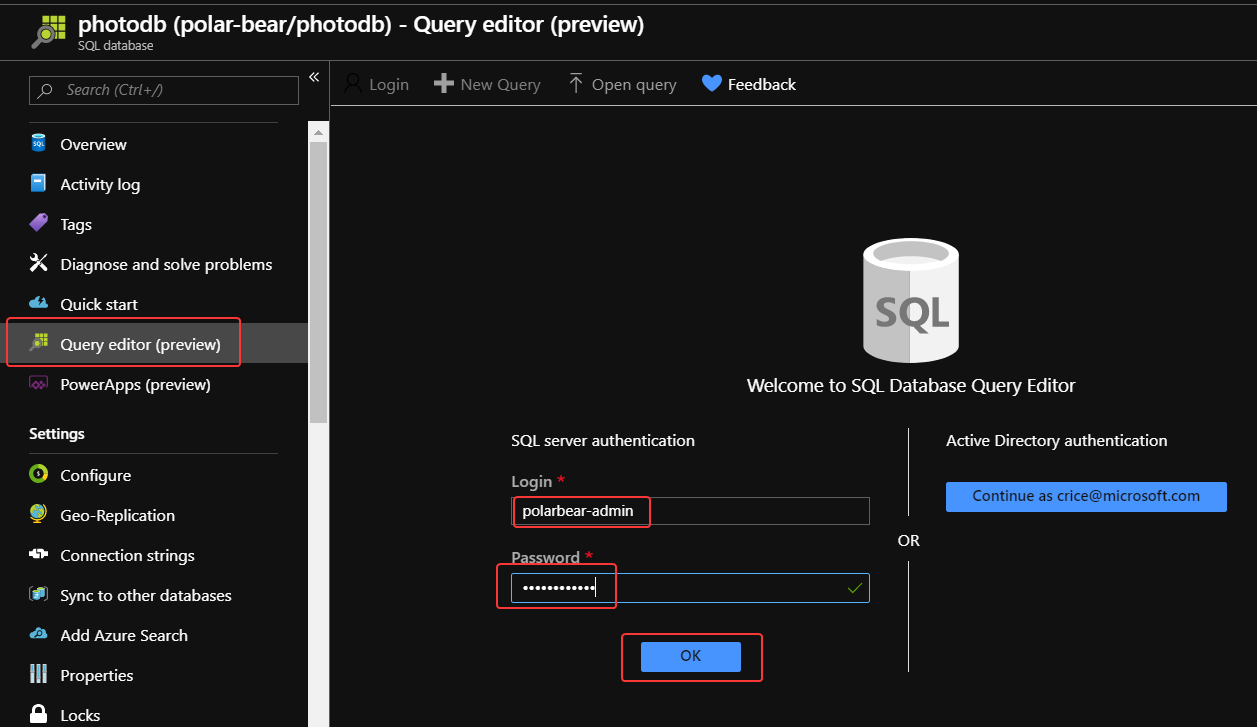 photodb (polar-bear/photodb) - Query editor (preview)
SQL database
Search (Ctrl+/)
«
Login
New Query
Open query
Feedback
Overview
Activity log
Tags
Diagnose and solve problems
Quick start
Query editor (preview)
PowerApps (preview)
Settings
Configure
Geo-Replication
Connection strings
Sync to other databases
Add Azure Search
Properties
Locks
SQL
Welcome to SQL Database Query Editor
SQL server authentication
Login *
polarbear-admin
Password *
••••••••••••
OK
OR
Active Directory authentication
Continue as crice@microsoft.com